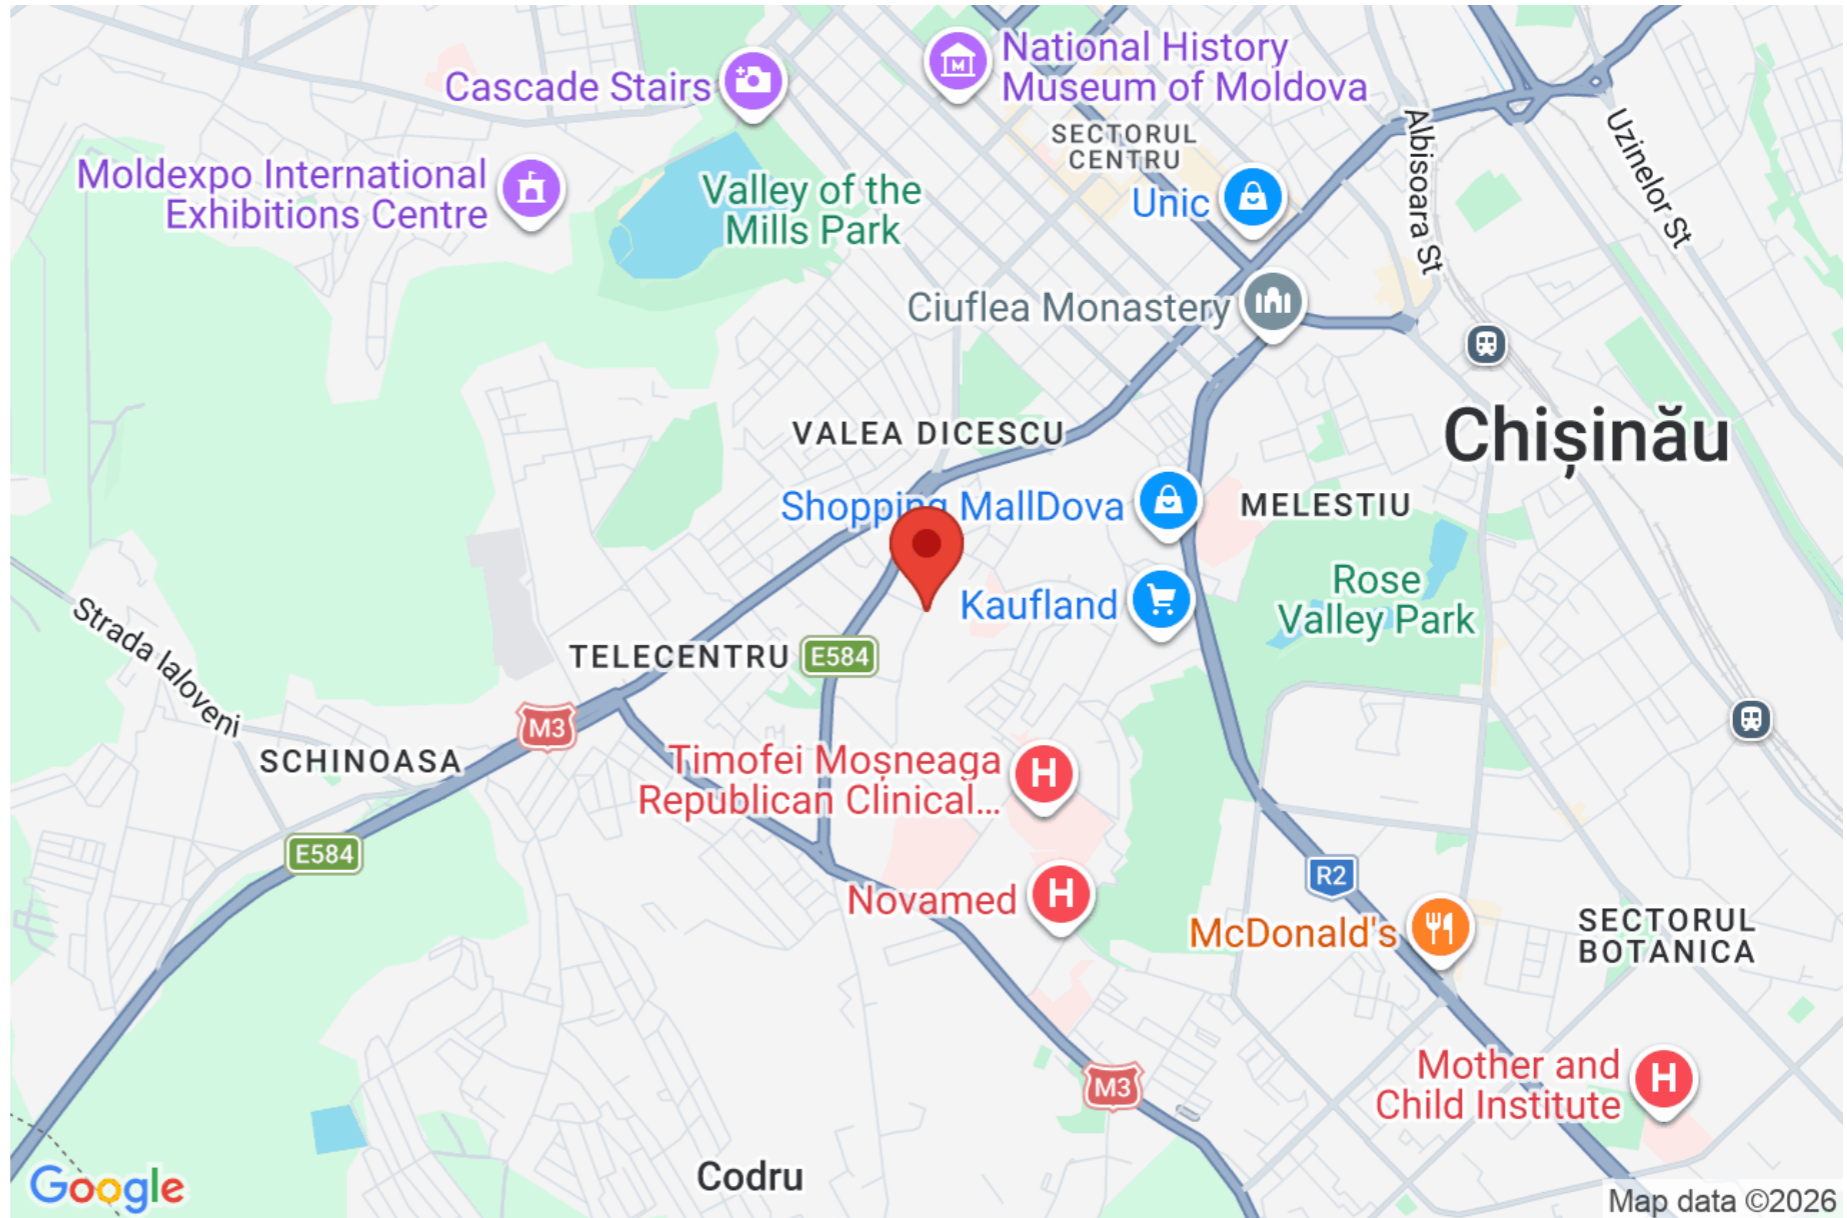 National History
Museum of Moldova
Cascade Stairs
SECTORUL
CENTRU
Albisoara St
Uzinelor St
Moldexpo International
Exhibitions Centre
Valley of the
Mills Park
Unic
Ciuflea Monastery
Chișinău
VALEA DICESCU
Shopping MallDova
MELESTIU
Rose
Valley Park
Kaufland
Strada Ialoveni
TELECENTRU
E584
M3
SCHINOASA
Timofei Moșneaga
Republican Clinical...
E584
R2
Novamed
McDonald's
SECTORUL
BOTANICA
M3
Mother and
Child Institute
Codru
Google
Map data ©2026